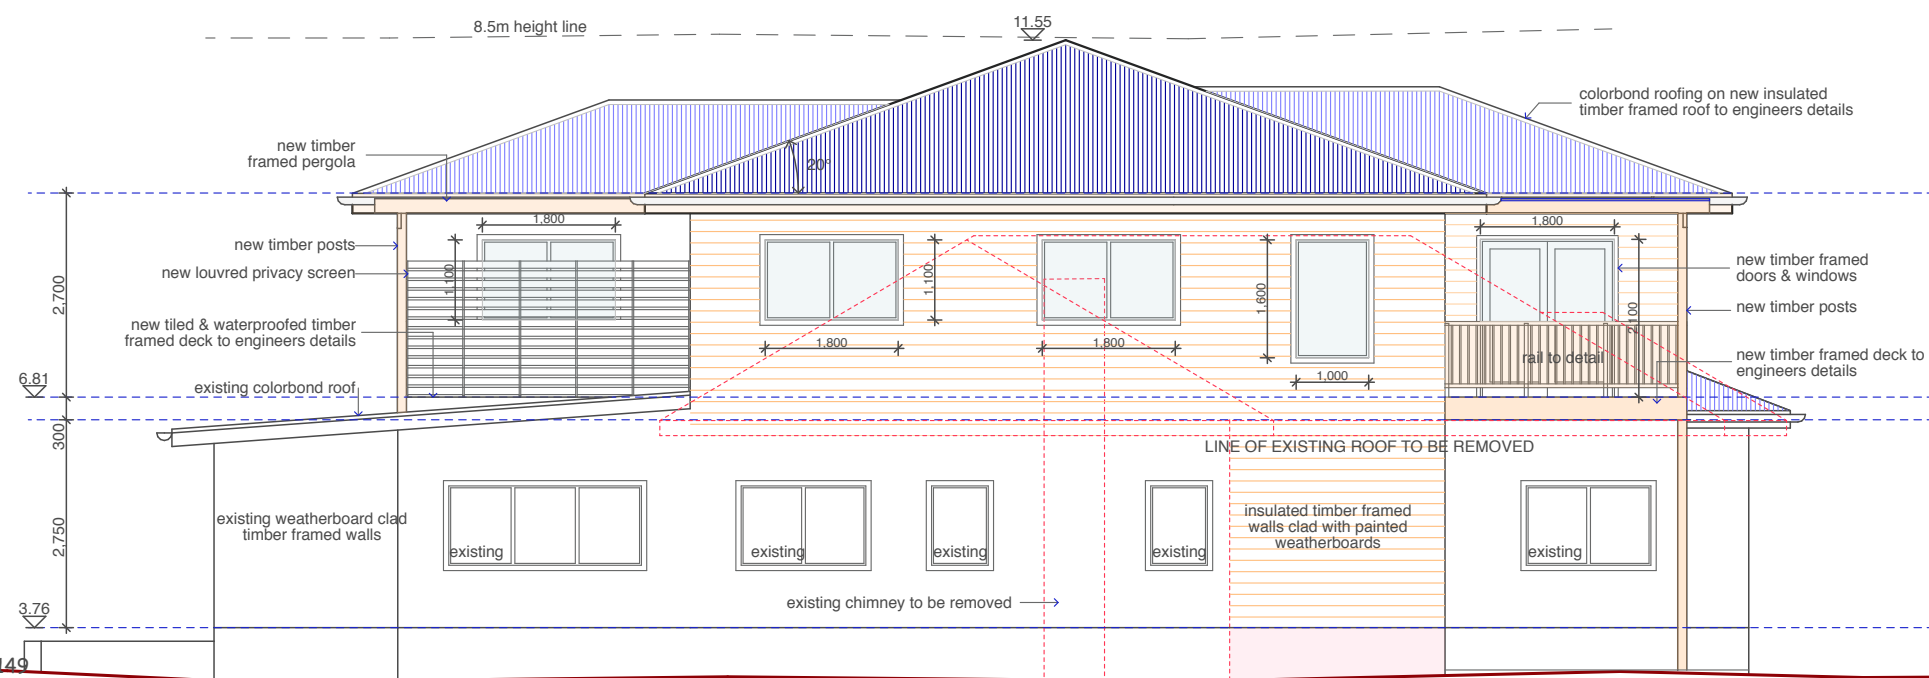 8.5m height line
11.55
colorbond roofing on new insulated
timber framed roof to engineers details
new timber
framed pergola
20°
1,800
1,800
new timber posts
new louvred privacy screen
1,100
1,100
1,600
2,100
new timber framed
doors & windows
2,700
new timber posts
new tiled & waterproofed timber
framed deck to engineers details
1,800
1,800
1,000
rail to detail
new timber framed deck to
engineers details
6.81
existing colorbond roof
300
LINE OF EXISTING ROOF TO BE REMOVED
existing weatherboard clad
timber framed walls
insulated timber framed
walls clad with painted
weatherboards
2,750
existing
existing
existing
existing
existing
existing chimney to be removed
3.76
149